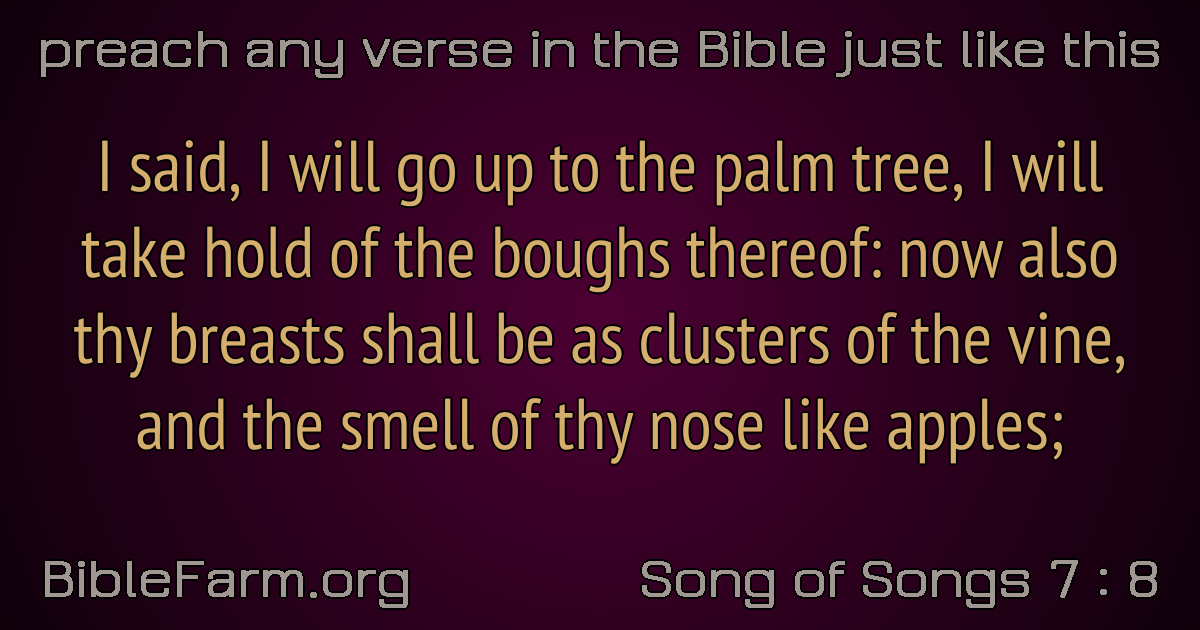 preach any verse in the Bible just like this
I said, I will go up to the palm tree, I will
take hold of the boughs thereof: now also
thy breasts shall be as clusters of the vine,
and the smell of thy nose like apples;
BibleFarm.org
Song of Songs 7 : 8